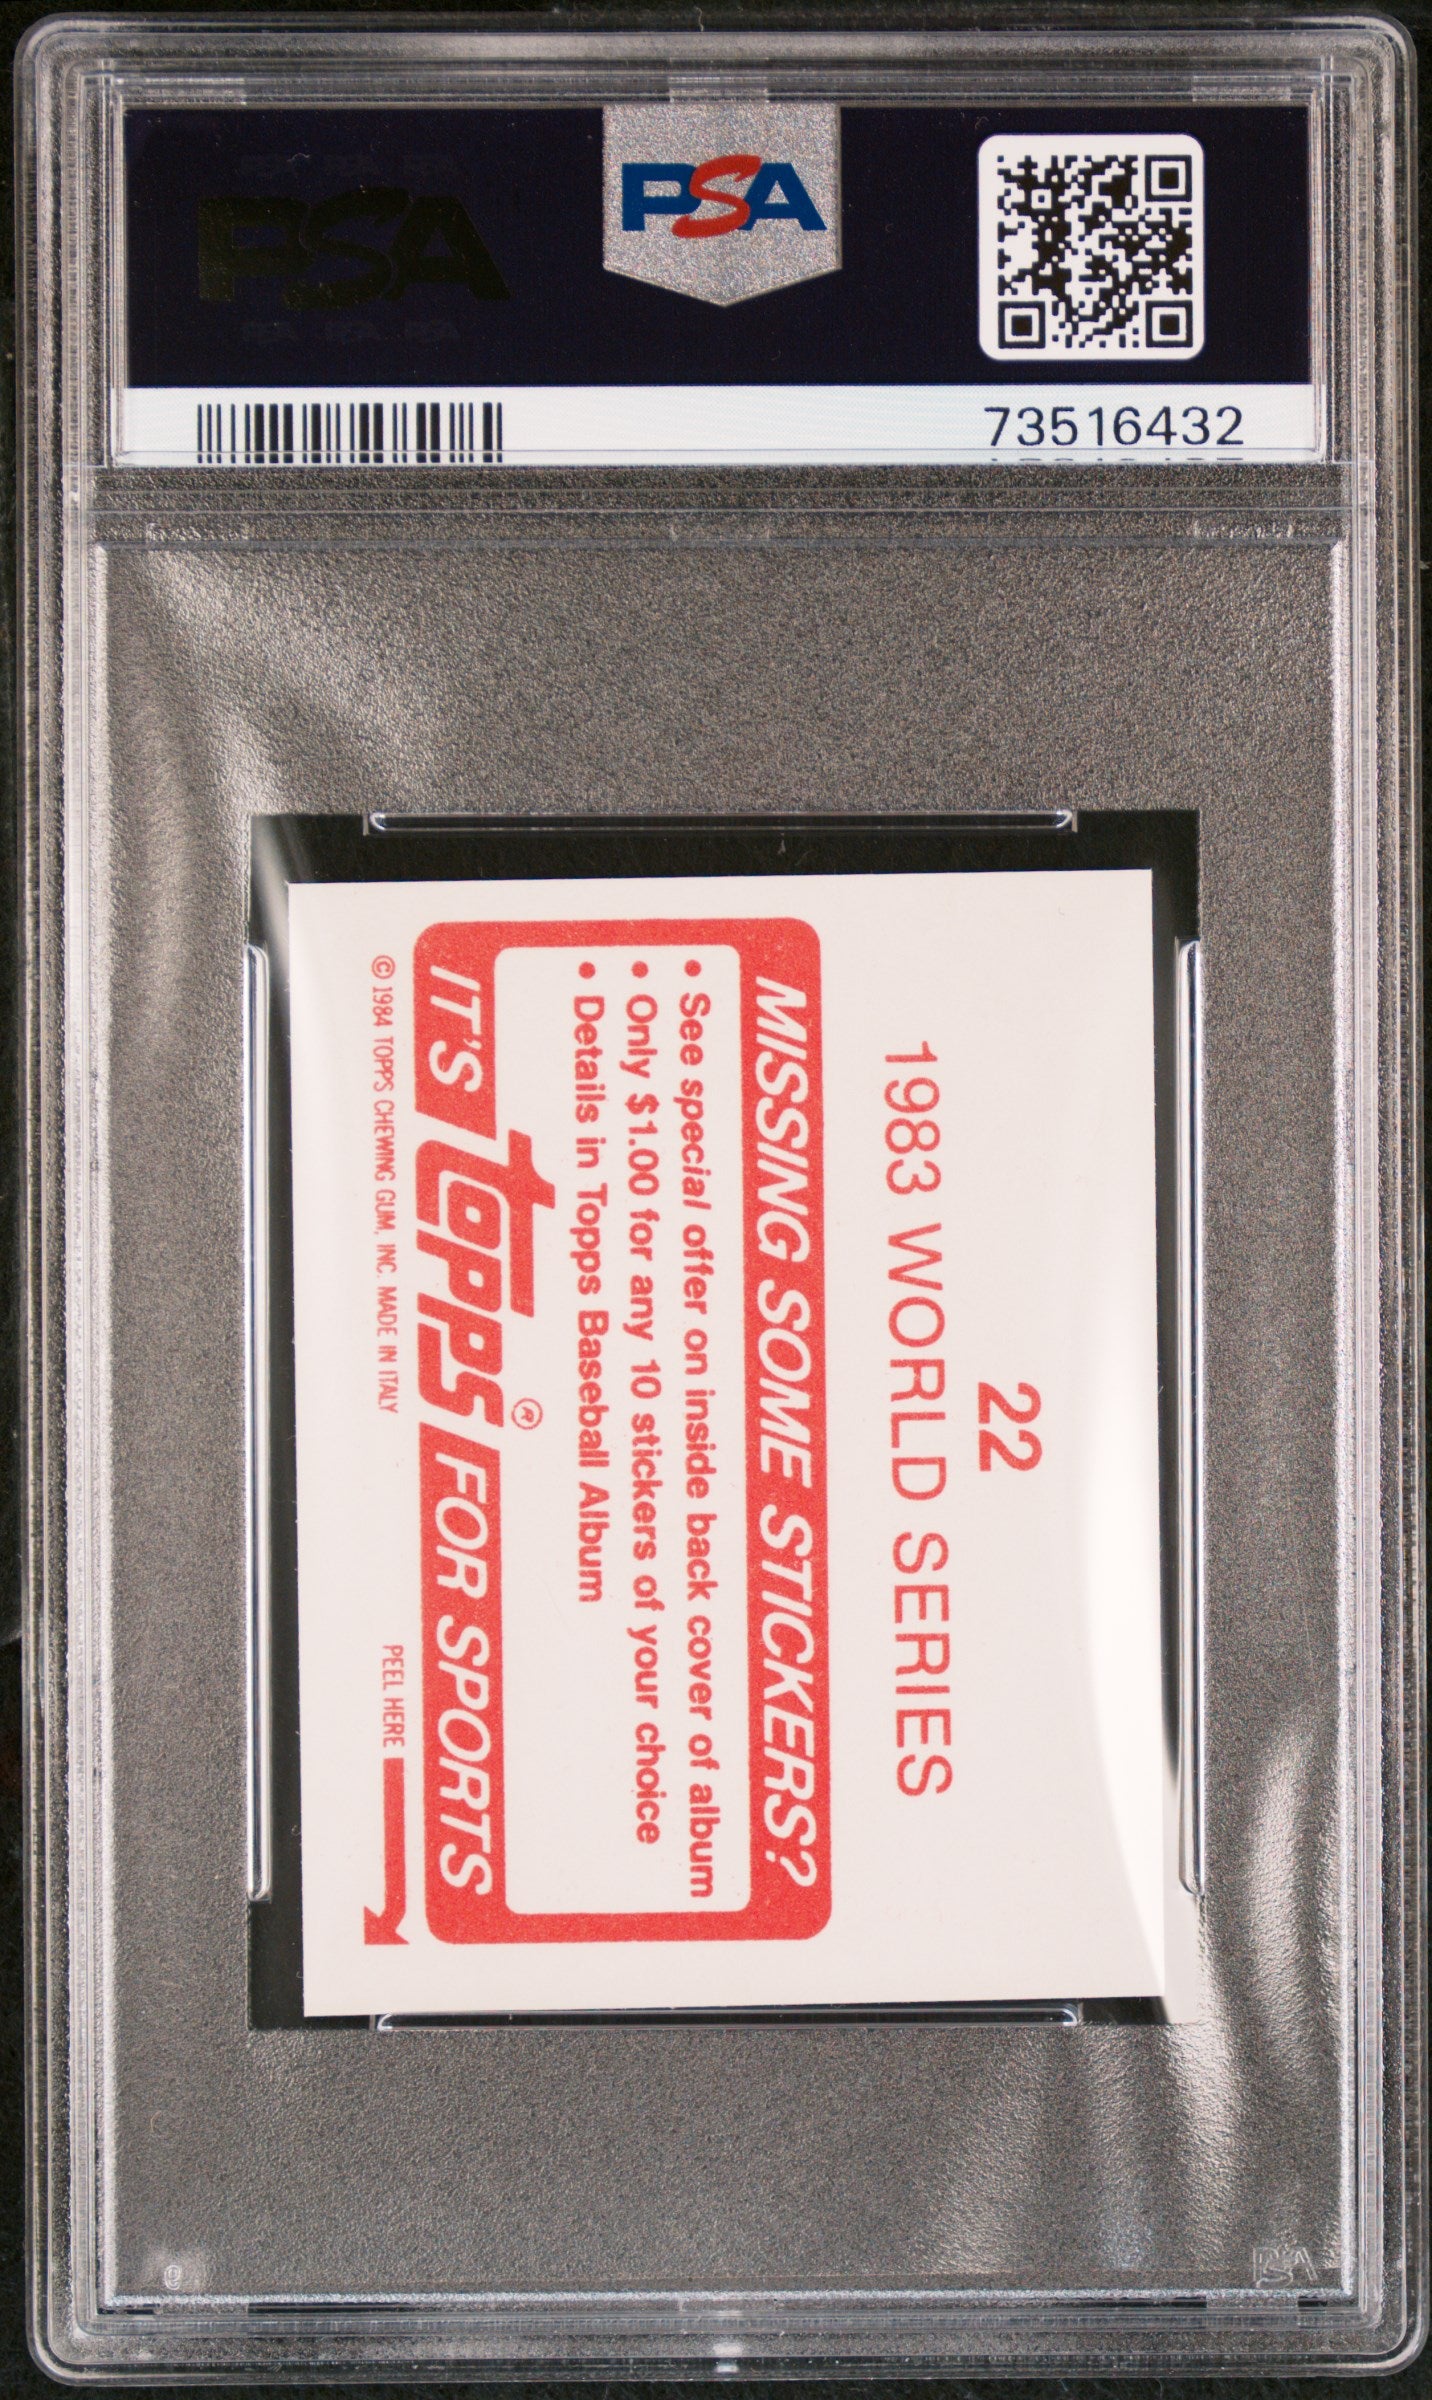 PSA
PSA
73516432
22
1983 WORLD SERIES
MISSING SOME STICKERS?
• See special offer on inside back cover of album
• Only $1.00 for any 10 stickers of your choice
• Details in Topps Baseball Album
IT'S topps® FOR SPORTS
© 1984 TOPPS CHEWING GUM, INC. MADE IN ITALY
PEEL HERE
PSA